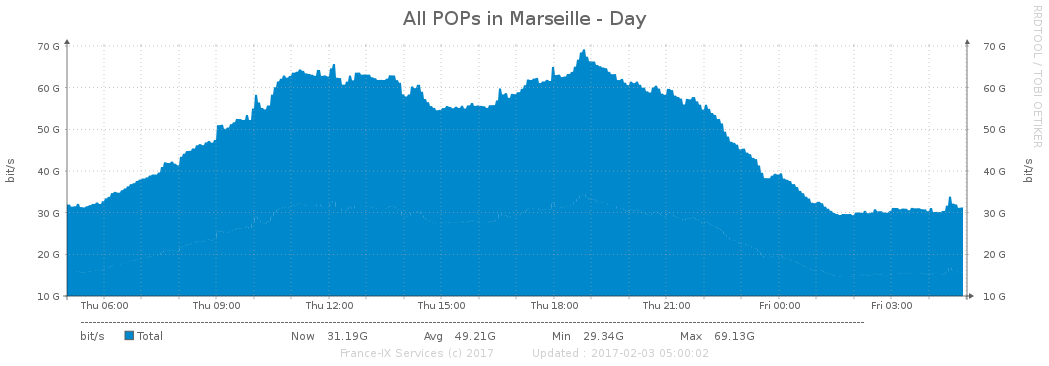 All POPs in Marseille - Day
RRDTOOL / TOBI OETIKER
bit/s
70 G
60 G
50 G
40 G
30 G
20 G
10 G
70 G
60 G
50 G
40 G
30 G
20 G
10 G
bit/s
Thu 06:00 Thu 09:00 Thu 12:00 Thu 15:00 Thu 18:00 Thu 21:00 Fri 00:00 Fri 03:00
bit/s Total Now 31.19G Avg 49.21G Min 29.34G Max 69.13G
France-IX Services (c) 2017 Updated : 2017-02-03 05:00:02